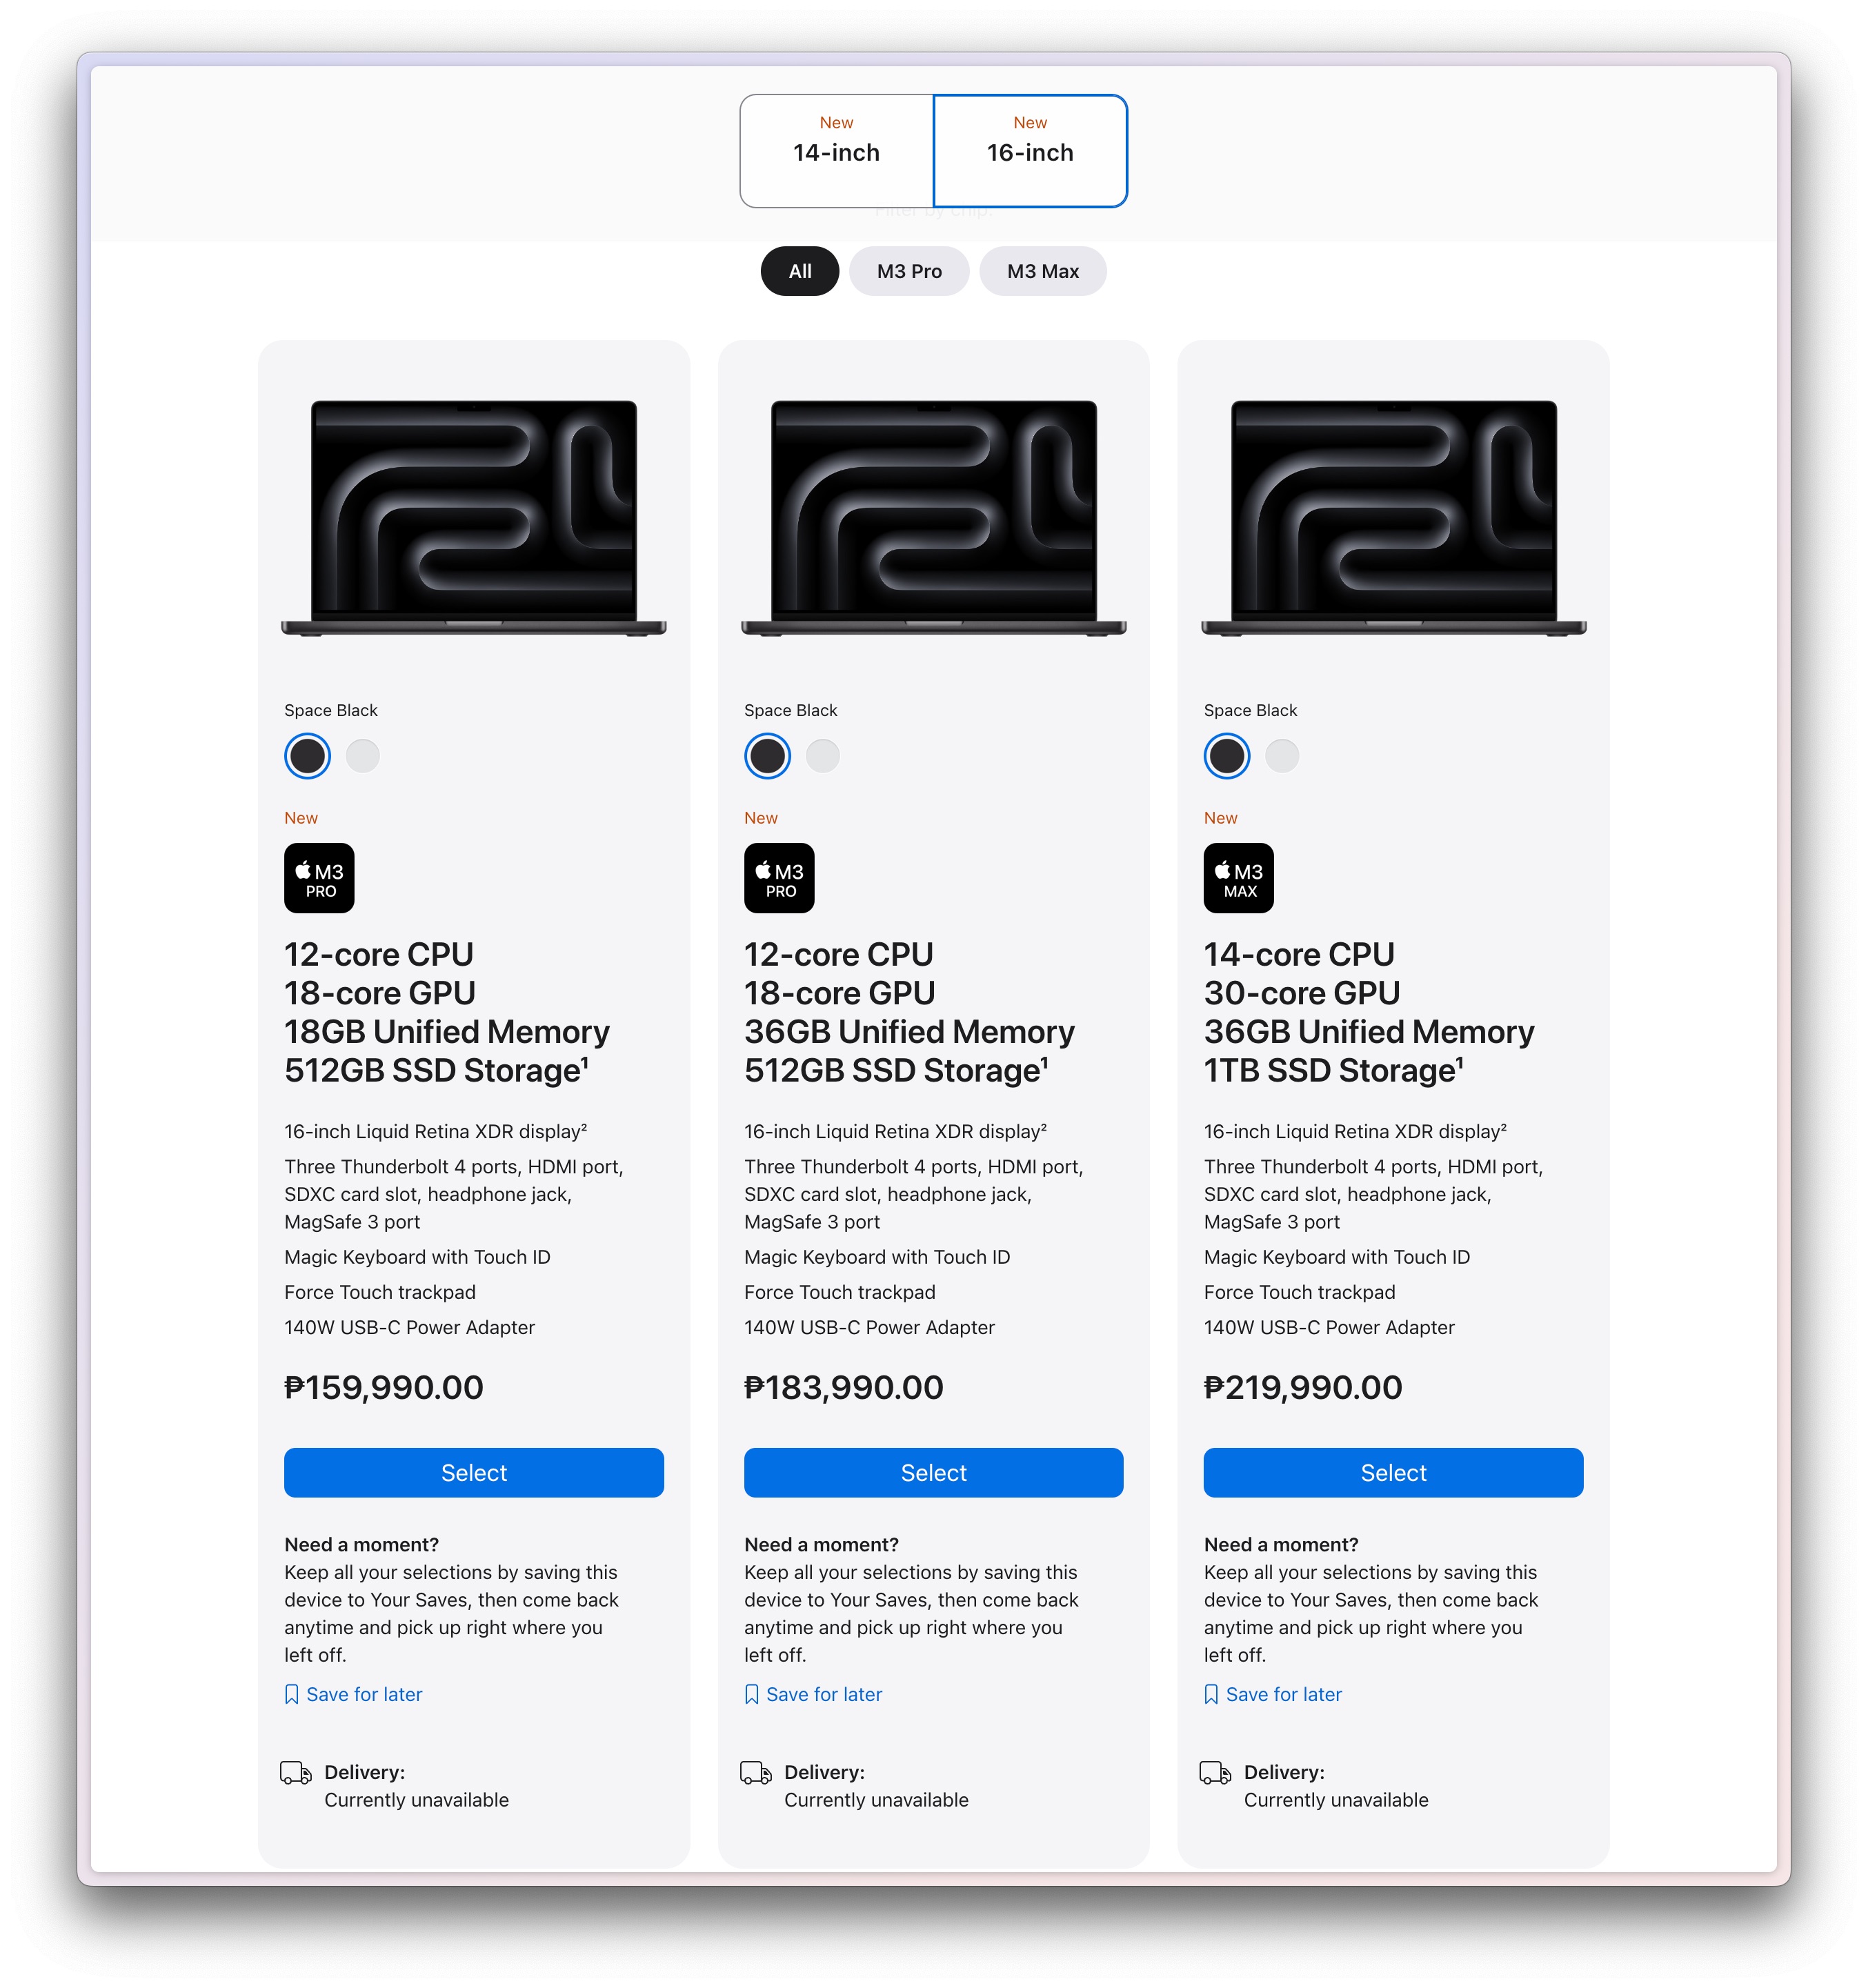 New
14-inch
New
16-inch
Filter by chip.
All
M3 Pro
M3 Max
Space Black
New
M3
PRO
12-core CPU
18-core GPU
18GB Unified Memory
512GB SSD Storage¹
16-inch Liquid Retina XDR display²
Three Thunderbolt 4 ports, HDMI port,
SDXC card slot, headphone jack,
MagSafe 3 port
Magic Keyboard with Touch ID
Force Touch trackpad
140W USB-C Power Adapter
₱159,990.00
Select
Need a moment?
Keep all your selections by saving this
device to Your Saves, then come back
anytime and pick up right where you
left off.
Save for later
Delivery:
Currently unavailable
Space Black
New
M3
PRO
12-core CPU
18-core GPU
36GB Unified Memory
512GB SSD Storage¹
16-inch Liquid Retina XDR display²
Three Thunderbolt 4 ports, HDMI port,
SDXC card slot, headphone jack,
MagSafe 3 port
Magic Keyboard with Touch ID
Force Touch trackpad
140W USB-C Power Adapter
₱183,990.00
Select
Need a moment?
Keep all your selections by saving this
device to Your Saves, then come back
anytime and pick up right where you
left off.
Save for later
Delivery:
Currently unavailable
Space Black
New
M3
MAX
14-core CPU
30-core GPU
36GB Unified Memory
1TB SSD Storage¹
16-inch Liquid Retina XDR display²
Three Thunderbolt 4 ports, HDMI port,
SDXC card slot, headphone jack,
MagSafe 3 port
Magic Keyboard with Touch ID
Force Touch trackpad
140W USB-C Power Adapter
₱219,990.00
Select
Need a moment?
Keep all your selections by saving this
device to Your Saves, then come back
anytime and pick up right where you
left off.
Save for later
Delivery:
Currently unavailable